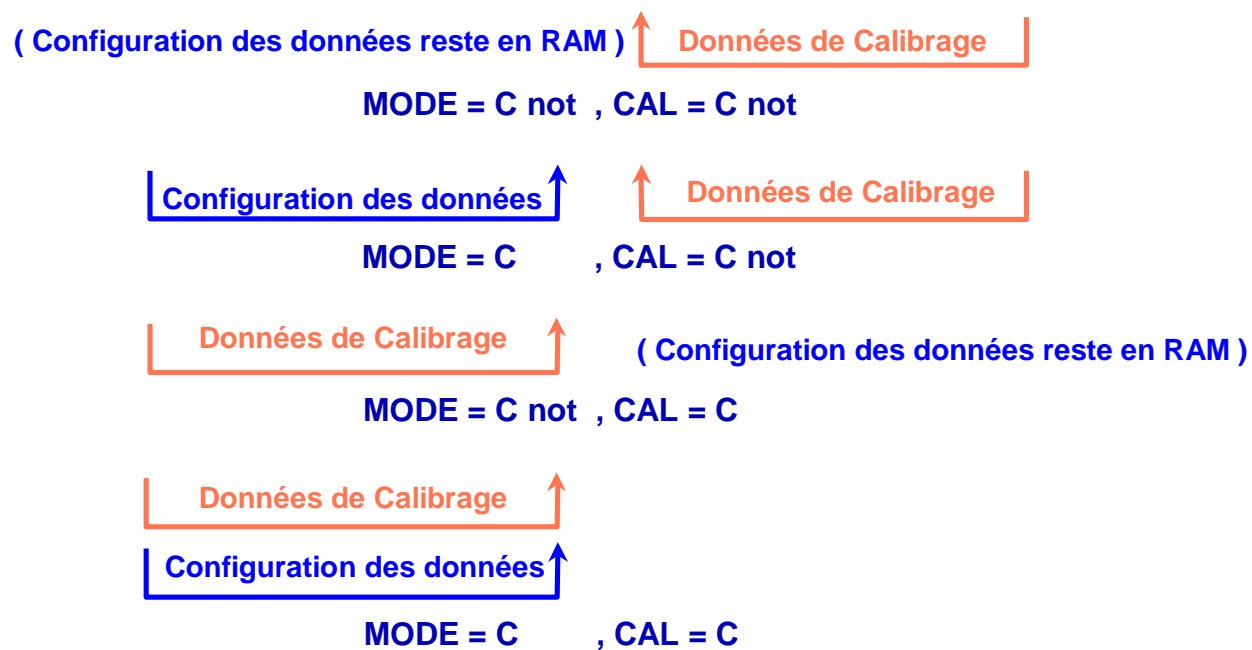 ( Configuration des données reste en RAM ) Données de Calibrage
MODE = C not , CAL = C not
Configuration des données Données de Calibrage
MODE = C , CAL = C not
Données de Calibrage ( Configuration des données reste en RAM )
MODE = C not , CAL = C
Données de Calibrage
Configuration des données
MODE = C , CAL = C